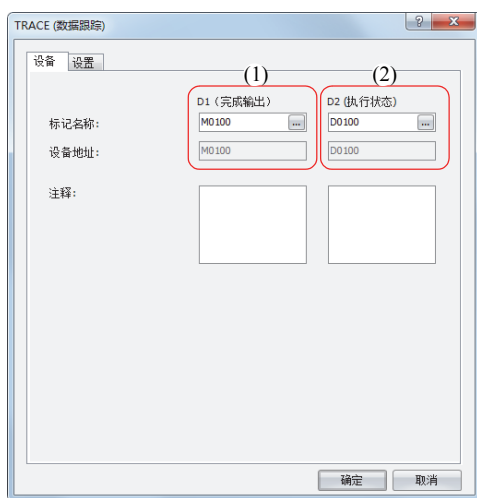 TRACE (数据跟踪)
设备 设置
(1) (2)
D1（完成输出） D2 (执行状态)
标记名称: M0100 ... D0100 ...
设备地址: M0100 D0100
注释:
确定 取消